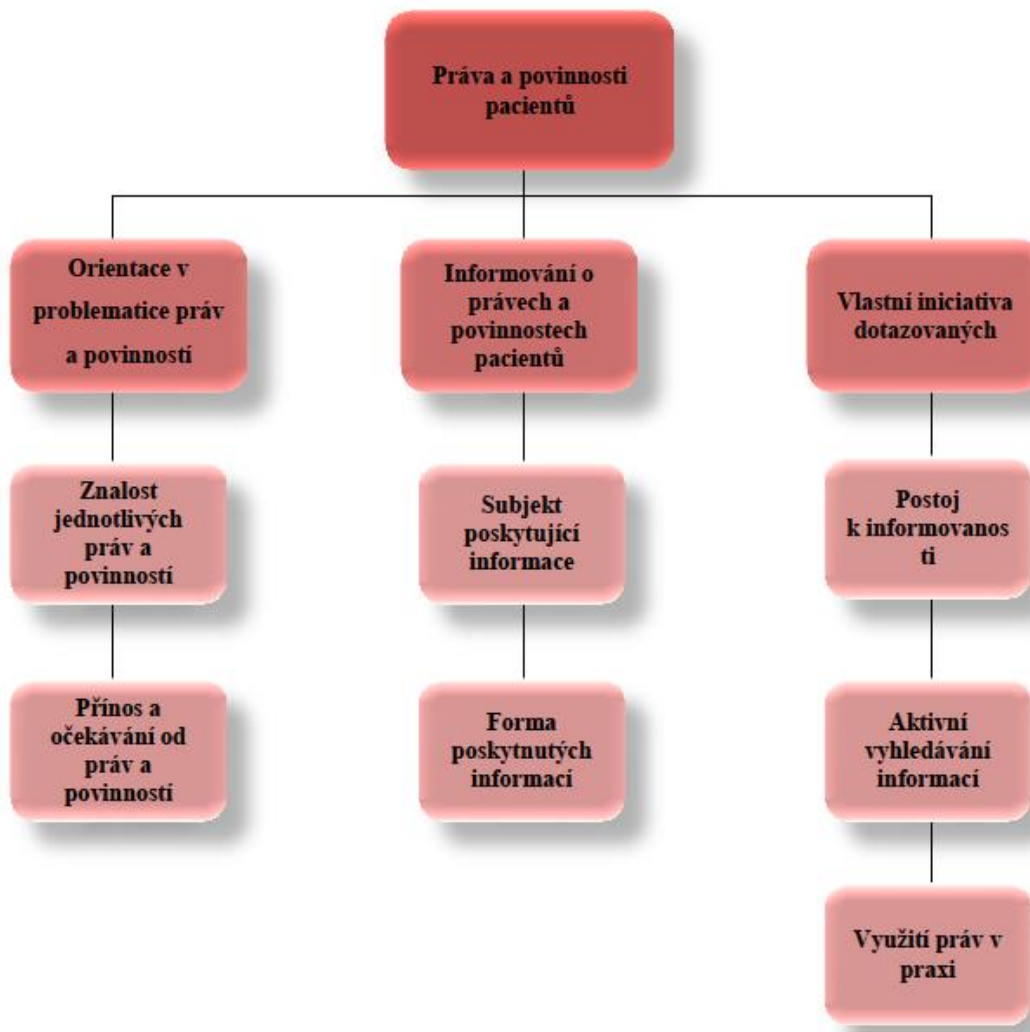 Práva a povinnosti
pacientů
Orientace v
problematice práv
a povinností
Informování o
právech a
povinnostech
pacientů
Vlastní iniciativa
dotazovaných
Znalost
jednotlivých
práv a
povinností
Subjekt
poskytující
informace
Postoj
k informovanos
ti
Přínos a
očekávání od
práv a
povinností
Forma
poskytnutých
informací
Aktivní
vyhledávání
informací
Využití práv v
praxi